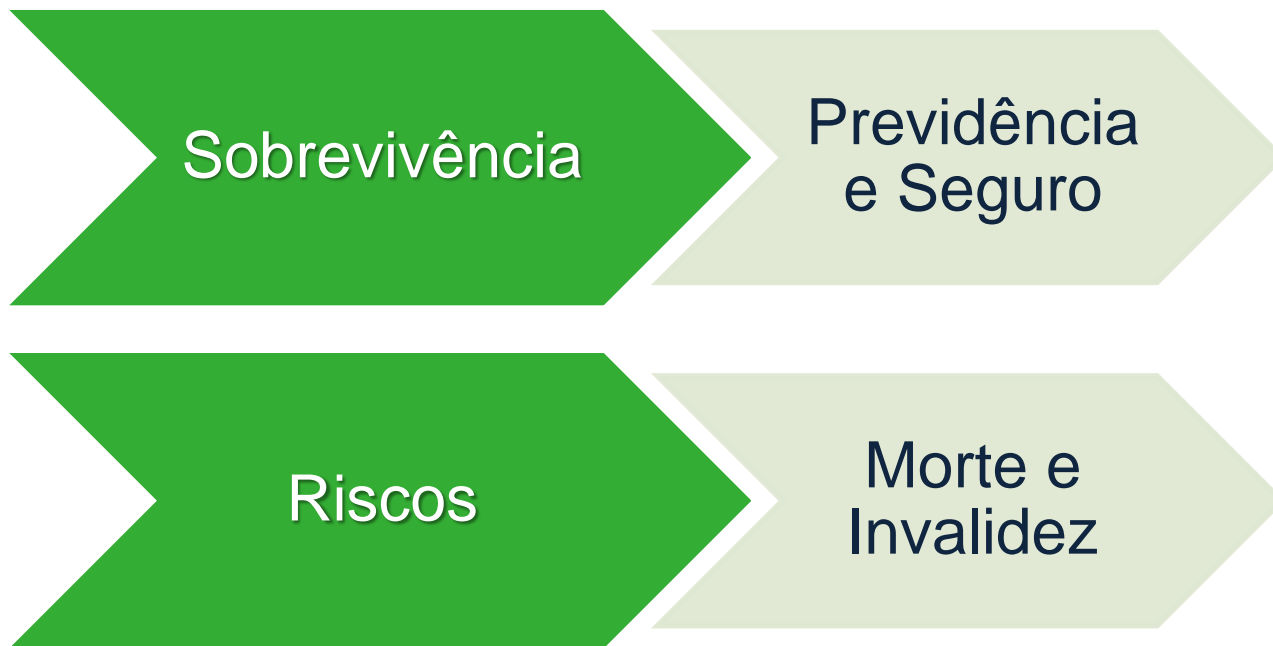 Sobrevivência
Previdência
e Seguro
Riscos
Morte e
Invalidez